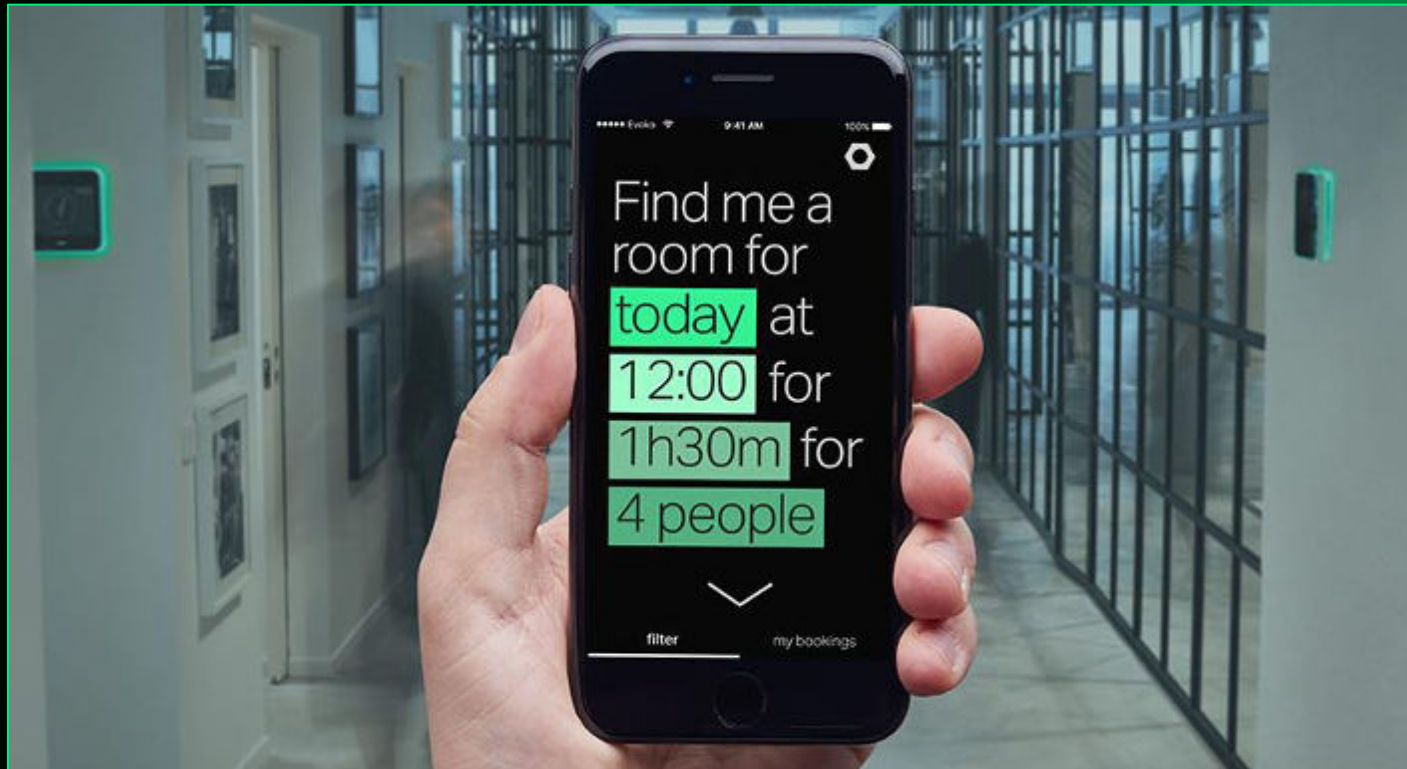 Evoko
9:41 AM
100%
Find me a
room for
today at
12:00 for
1h30m for
4 people
filter
my bookings